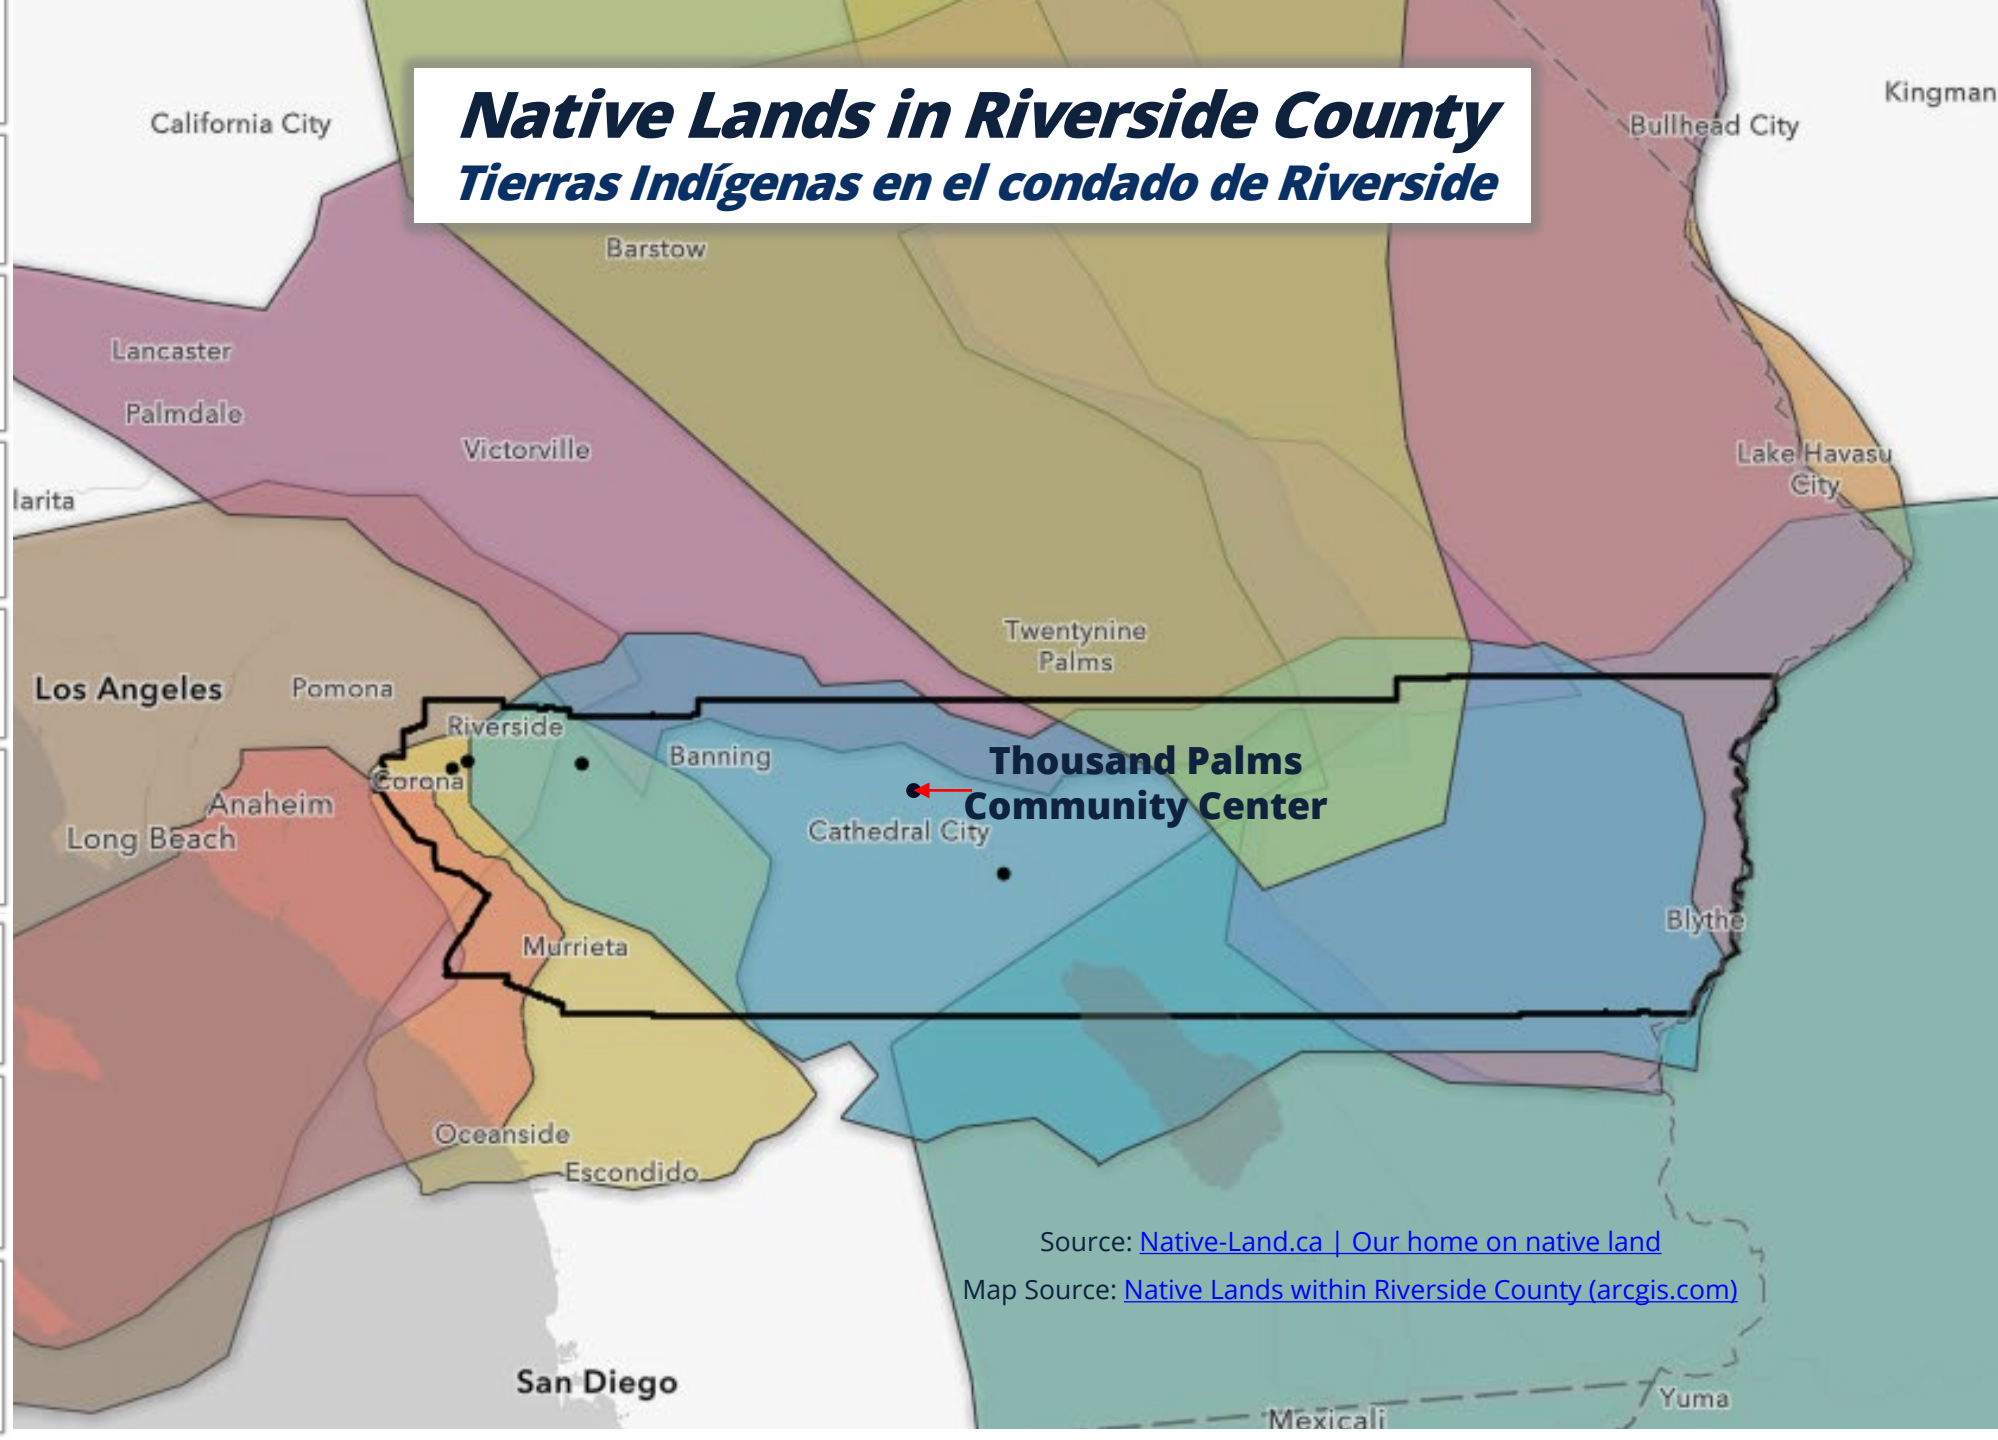 Native Lands in Riverside County
Tierras Indígenas en el condado de Riverside
Kingman
California City
Bullhead City
Barstow
Lancaster
Palmdale
Victorville
Lake Havasu
City
larita
Twentynine
Palms
Los Angeles
Pomona
Riverside
Banning
Thousand Palms
Community Center
Corona
Anaheim
Long Beach
Cathedral City
Blythe
Murrieta
Oceanside
Escondido
Source: Native-Land.ca | Our home on native land
Map Source: Native Lands within Riverside County (arcgis.com)
San Diego
Yuma
Mexicali